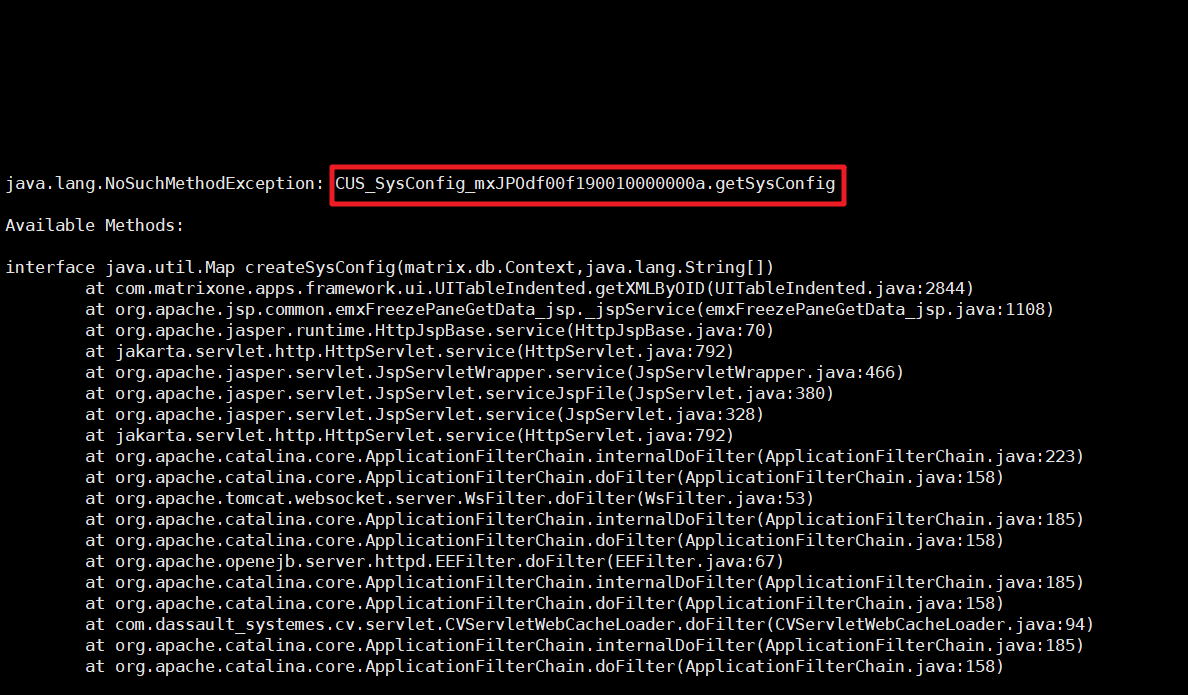 java.lang.NoSuchMethodException: CUS_SysConfig_mxJPOdf00f190010000000a.getSysConfig
Available Methods:
interface java.util.Map createSysConfig(matrix.db.Context,java.lang.String[])
at com.matrixone.apps.framework.ui.UITableIndented.getXMLByOID(UITableIndented.java:2844)
at org.apache.jsp.common.emxFreezePaneGetData_jsp._jspService(emxFreezePaneGetData_jsp.java:1108)
at org.apache.jasper.runtime.HttpJspBase.service(HttpJspBase.java:70)
at jakarta.servlet.http.HttpServlet.service(HttpServlet.java:792)
at org.apache.jasper.servlet.JspServletWrapper.service(JspServletWrapper.java:466)
at org.apache.jasper.servlet.JspServlet.serviceJspFile(JspServlet.java:380)
at org.apache.jasper.servlet.JspServlet.service(JspServlet.java:328)
at jakarta.servlet.http.HttpServlet.service(HttpServlet.java:792)
at org.apache.catalina.core.ApplicationFilterChain.internalDoFilter(ApplicationFilterChain.java:223)
at org.apache.catalina.core.ApplicationFilterChain.doFilter(ApplicationFilterChain.java:158)
at org.apache.tomcat.websocket.server.WsFilter.doFilter(WsFilter.java:53)
at org.apache.catalina.core.ApplicationFilterChain.internalDoFilter(ApplicationFilterChain.java:185)
at org.apache.catalina.core.ApplicationFilterChain.doFilter(ApplicationFilterChain.java:158)
at org.apache.openejb.server.httpd.EEFilter.doFilter(EEFilter.java:67)
at org.apache.catalina.core.ApplicationFilterChain.internalDoFilter(ApplicationFilterChain.java:185)
at org.apache.catalina.core.ApplicationFilterChain.doFilter(ApplicationFilterChain.java:158)
at com.dassault_systemes.cv.servlet.CVServletWebCacheLoader.doFilter(CVServletWebCacheLoader.java:94)
at org.apache.catalina.core.ApplicationFilterChain.internalDoFilter(ApplicationFilterChain.java:185)
at org.apache.catalina.core.ApplicationFilterChain.doFilter(ApplicationFilterChain.java:158)